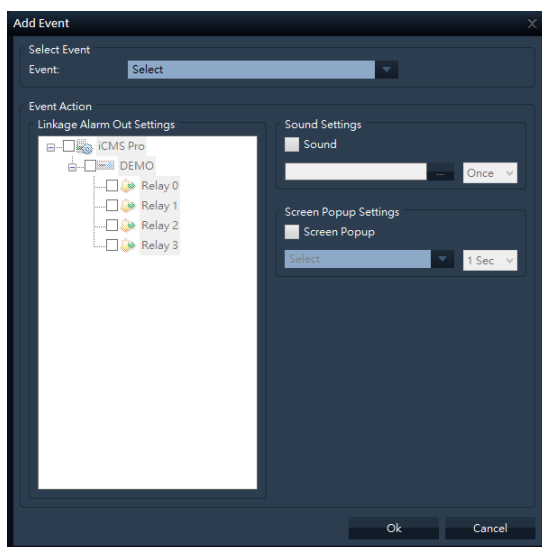 Add Event
Select Event
Event: Select
Event Action
Linkage Alarm Out Settings
iCMS Pro
DEMO
Relay 0
Relay 1
Relay 2
Relay 3
Sound Settings
Sound
... Once
Screen Popup Settings
Screen Popup
Select 1 Sec
Ok Cancel